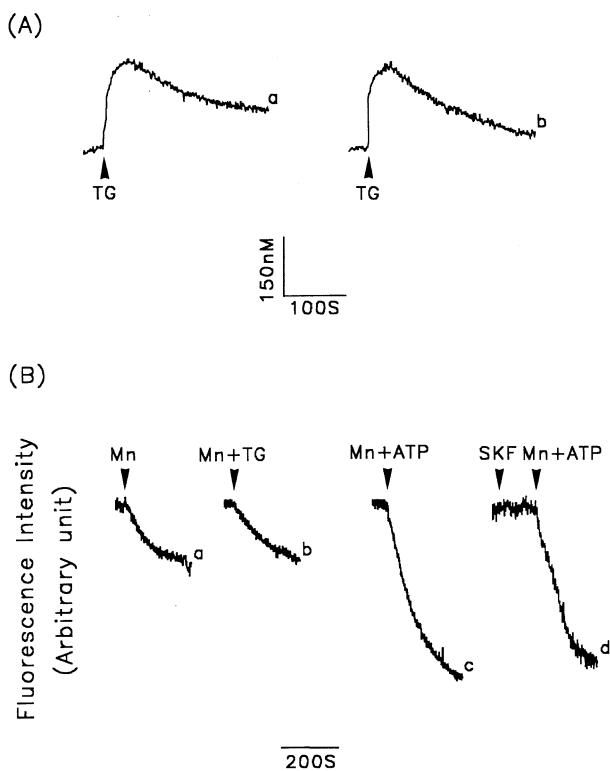 (A)
a
b
TG
TG
150nM
100S
(B)
Fluorescence Intensity
(Arbitrary unit)
Mn
Mn+TG
Mn+ATP
SKF Mn+ATP
a
b
c
d
200S